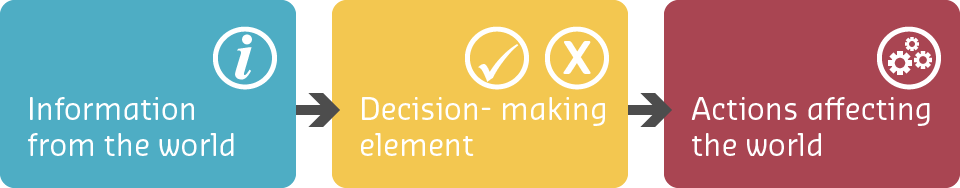 i
Information
from the world
X
Decision- making
element
Actions affecting
the world